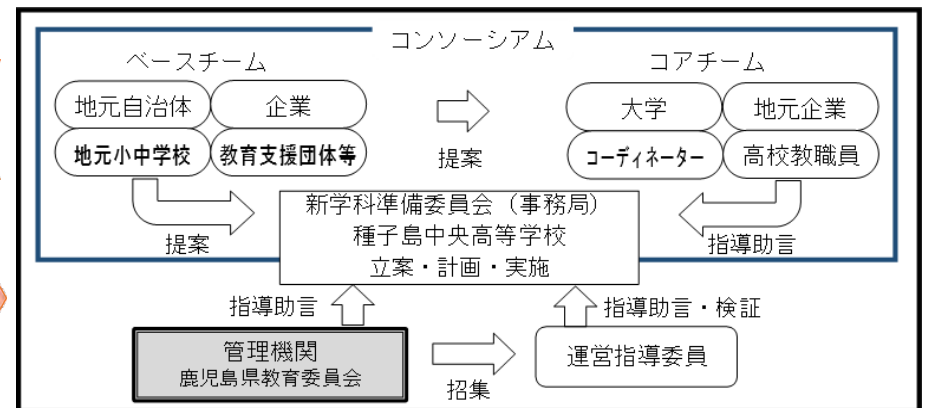 コンソーシアム
ベースチーム
コアチーム
地元自治体
企業
大学
地元企業
地元小中学校
教育支援団体等
提案
コーディネーター
高校教職員
新学科準備委員会（事務局）
種子島中央高等学校
立案・計画・実施
提案
指導助言
指導助言
指導助言・検証
管理機関
鹿児島県教育委員会
招集
運営指導委員